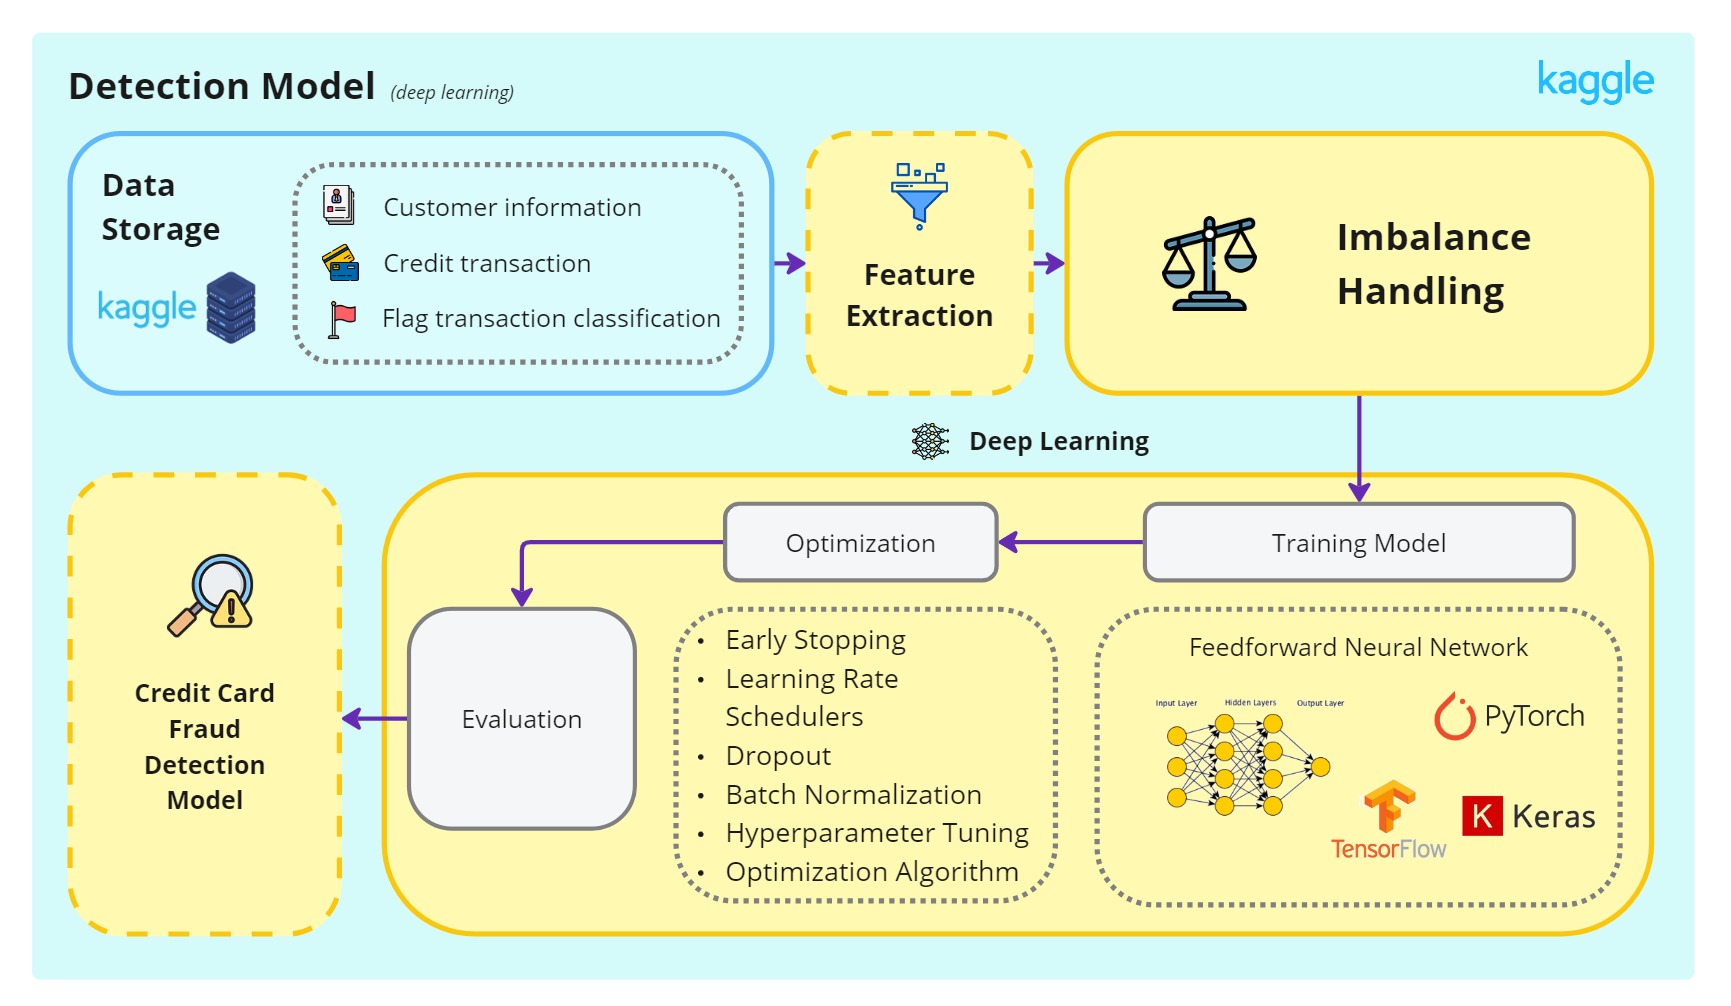 Detection Model (deep learning)
kaggle
Data
Storage
kaggle
Customer information
Credit transaction
Flag transaction classification
Feature
Extraction
Imbalance
Handling
Deep Learning
Training Model
Optimization
Evaluation
Feedforward Neural Network
Input Layer
Hidden Layers
Output Layer
PyTorch
TensorFlow
K Keras
• Early Stopping
• Learning Rate
Schedulers
• Dropout
• Batch Normalization
• Hyperparameter Tuning
• Optimization Algorithm
Credit Card
Fraud
Detection
Model